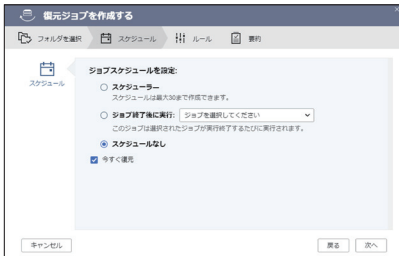 復元ジョブを作成する
フォルダを選択 スケジュール ルール 要約
スケジュール
ジョブスケジュールを設定:
スケジューラー
スケジュールは最大30まで作成できます。
ジョブ終了後に実行: ジョブを選択してください
このジョブは選択されたジョブが実行終了するたびに実行されます。
スケジュールなし
今すぐ復元
キャンセル 戻る 次へ